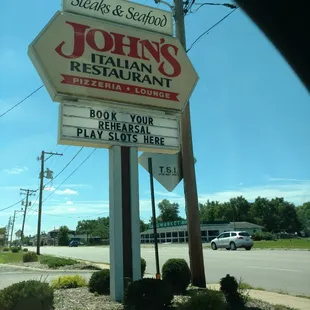 Steaks & Seafood
JOHN'S
ITALIAN
RESTAURANT
PIZZERIA • LOUNGE
BOOK YOUR
REHEARSAL
PLAY SLOTS HERE
T.S.I.